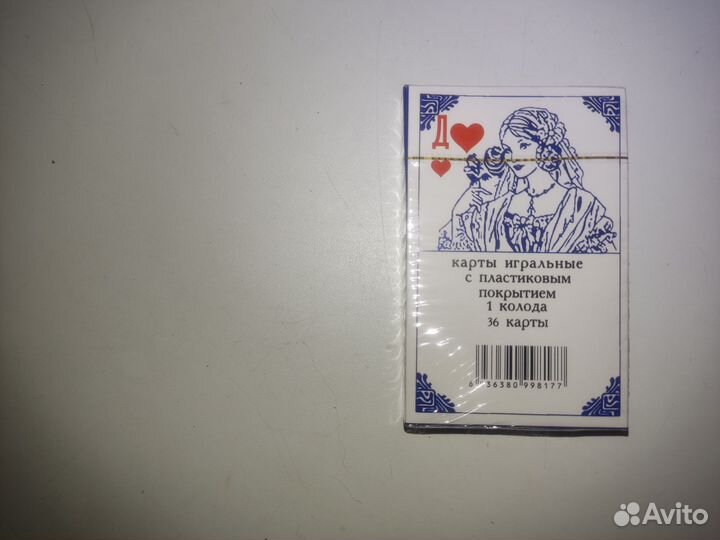 Д
карты игральные
с пластиковым
покрытием
1 колода
36 карты
6 36380 998177
Avito